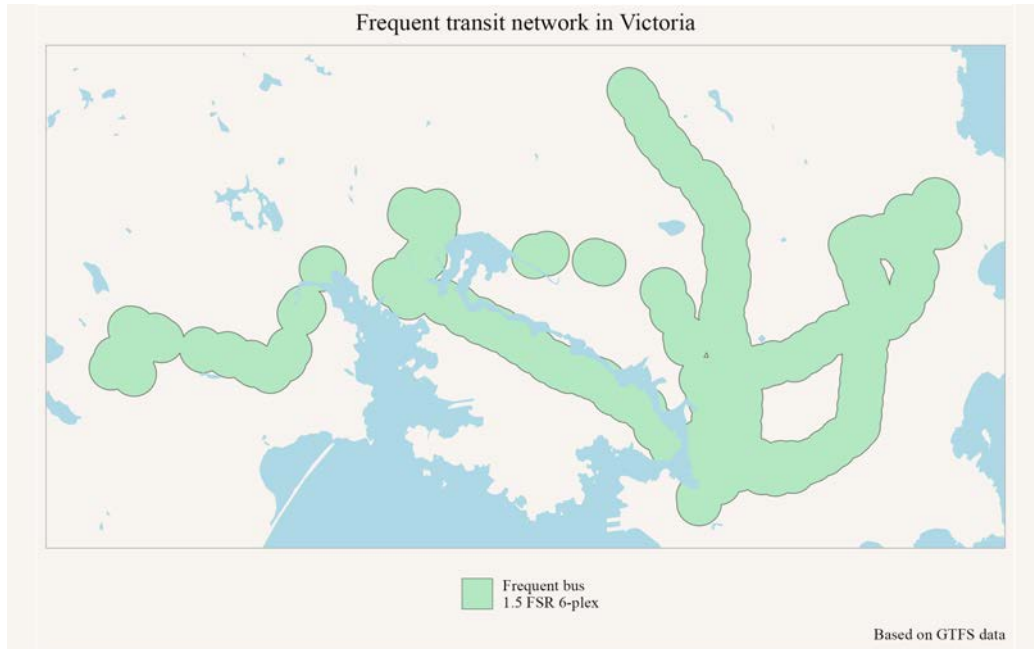 Frequent transit network in Victoria
Frequent bus
1.5 FSR 6-plex
Based on GTFS data